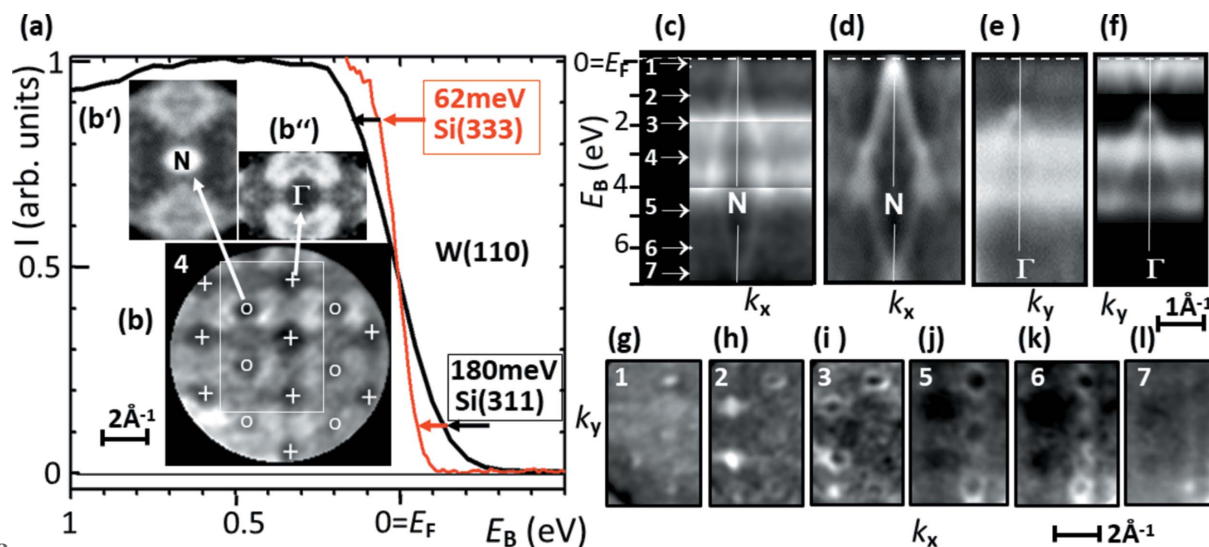 (a)
I (arb. units)
1
0.5
0
1
0.5
0=EF
EB (eV)
62meV
Si(333)
W(110)
180meV
Si(311)
(b')
N
(b'')
Γ
(b)
4
2Å-1
(c)
(d)
(e)
(f)
0=EF
2
4
6
EB (eV)
1
2
3
4
5
6
7
N
N
Γ
Γ
kx
kx
ky
ky
1Å-1
(g)
(h)
(i )
(j)
(k)
(l)
1
2
3
5
6
7
ky
kx
2Å-1